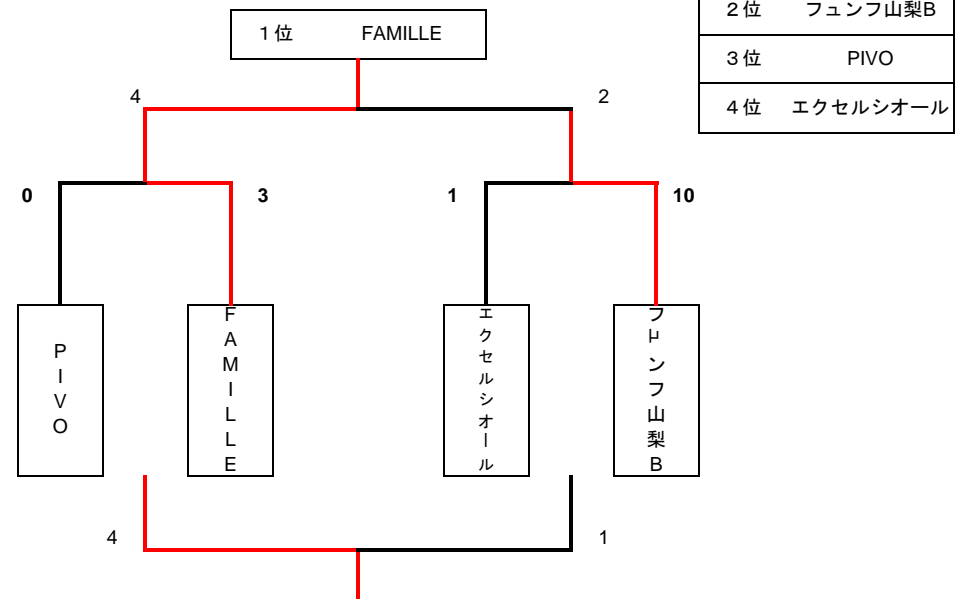 ２位 フュンフ山梨B
１位 FAMILLE
３位 PIVO
4
2
４位 エクセルシオール
0
3
1
10
PIVO
FAMILLE
エクセルシオール
フュンフ山梨B
4
1